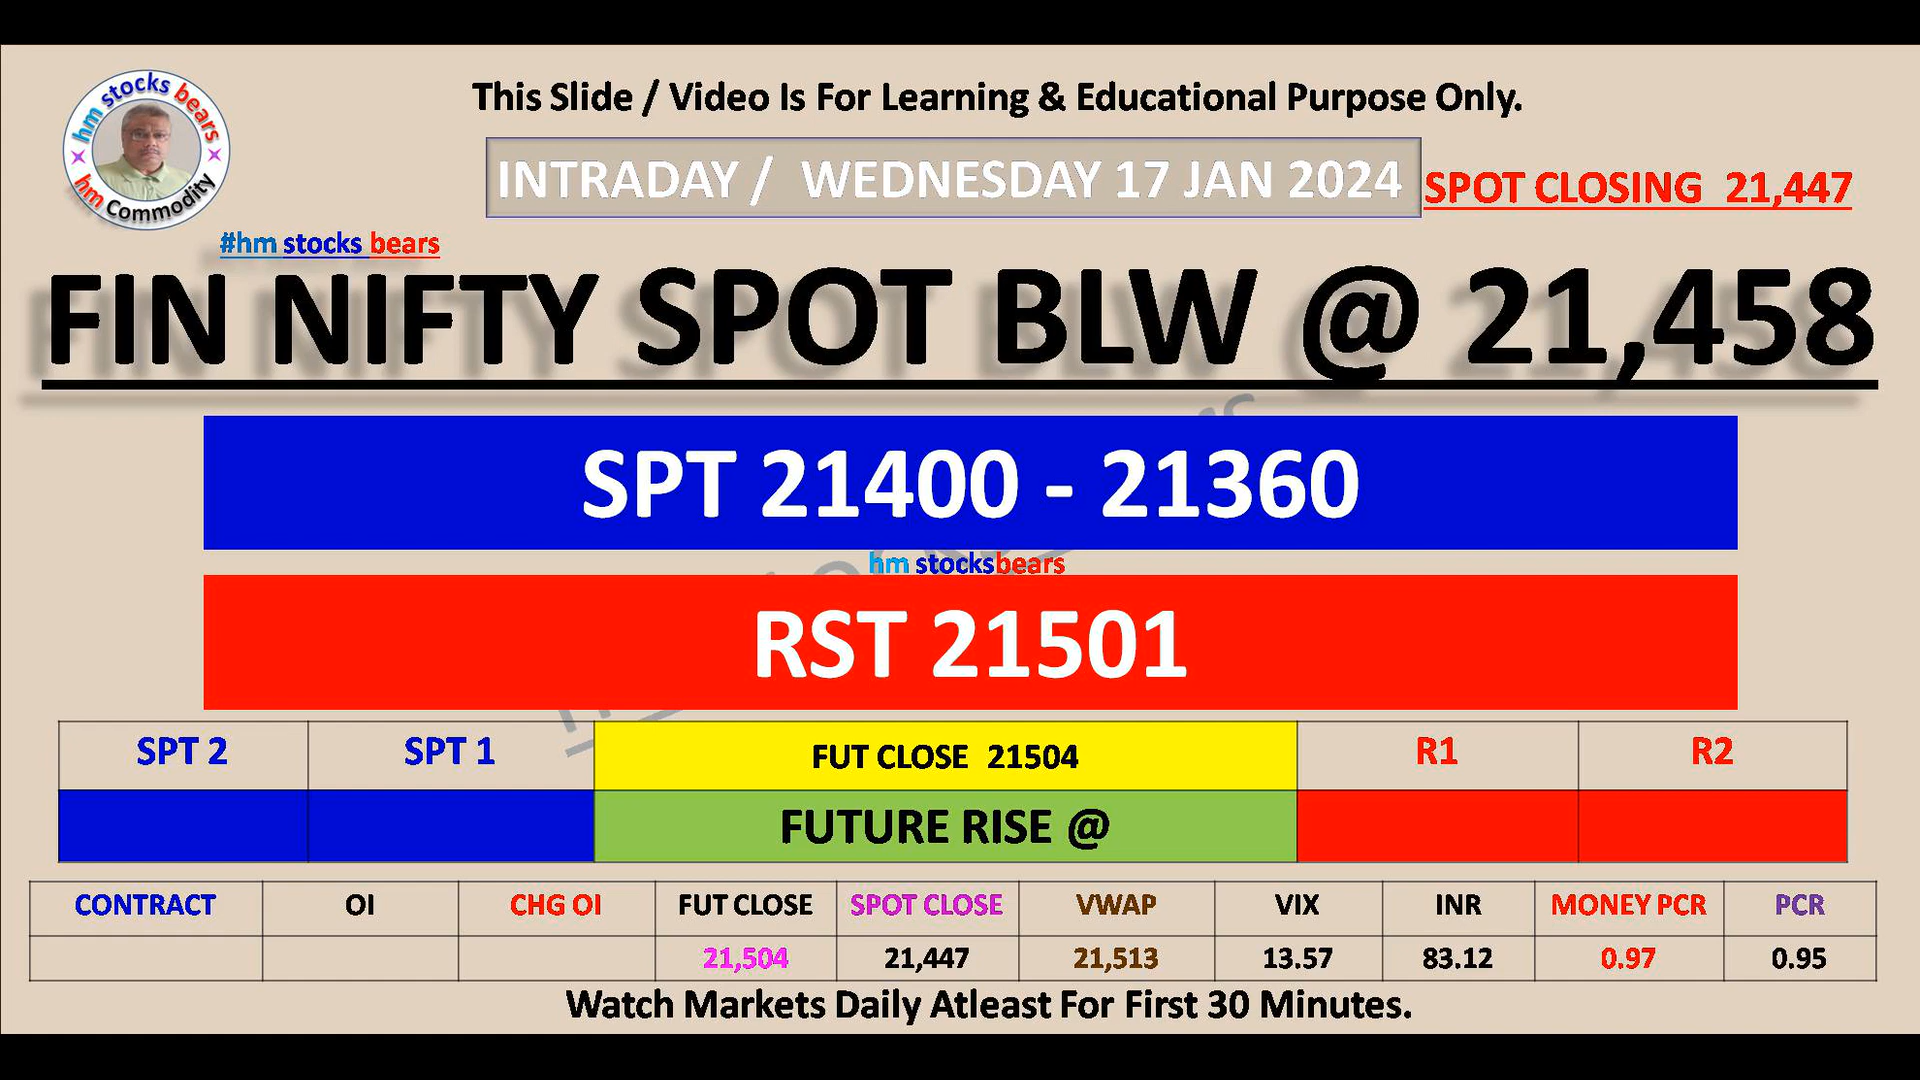 This Slide / Video Is For Learning & Educational Purpose Only.
hm stocks bears
hm Commodity
INTRADAY / WEDNESDAY 17 JAN 2024
SPOT CLOSING 21,447
#hm stocks bears
FIN NIFTY SPOT BLW @ 21,458
SPT 21400 - 21360
hm stocksbears
RST 21501
SPT 2 SPT 1 FUT CLOSE 21504 R1 R2
FUTURE RISE @
CONTRACT OI CHG OI FUT CLOSE SPOT CLOSE VWAP VIX INR MONEY PCR PCR
21,504 21,447 21,513 13.57 83.12 0.97 0.95
Watch Markets Daily Atleast For First 30 Minutes.